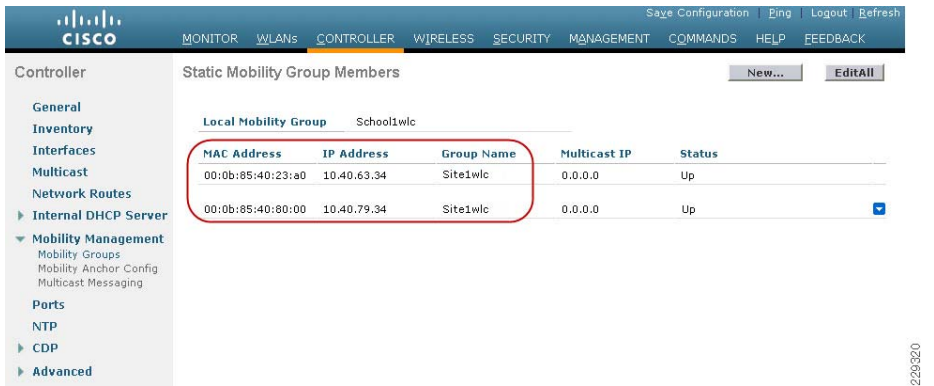 Save Configuration | Ping | Logout | Refresh
CISCO
MONITOR WLANs CONTROLLER WIRELESS SECURITY MANAGEMENT COMMANDS HELP FEEDBACK
Controller
General
Inventory
Interfaces
Multicast
Network Routes
Internal DHCP Server
Mobility Management
Mobility Groups
Mobility Anchor Config
Multicast Messaging
Ports
NTP
CDP
Advanced
Static Mobility Group Members
New...
EditAll
Local Mobility Group School1wlc
MAC Address IP Address Group Name Multicast IP Status
00:0b:85:40:23:a0 10.40.63.34 Site1wlc 0.0.0.0 Up
00:0b:85:40:80:00 10.40.79.34 Site1wlc 0.0.0.0 Up
229320